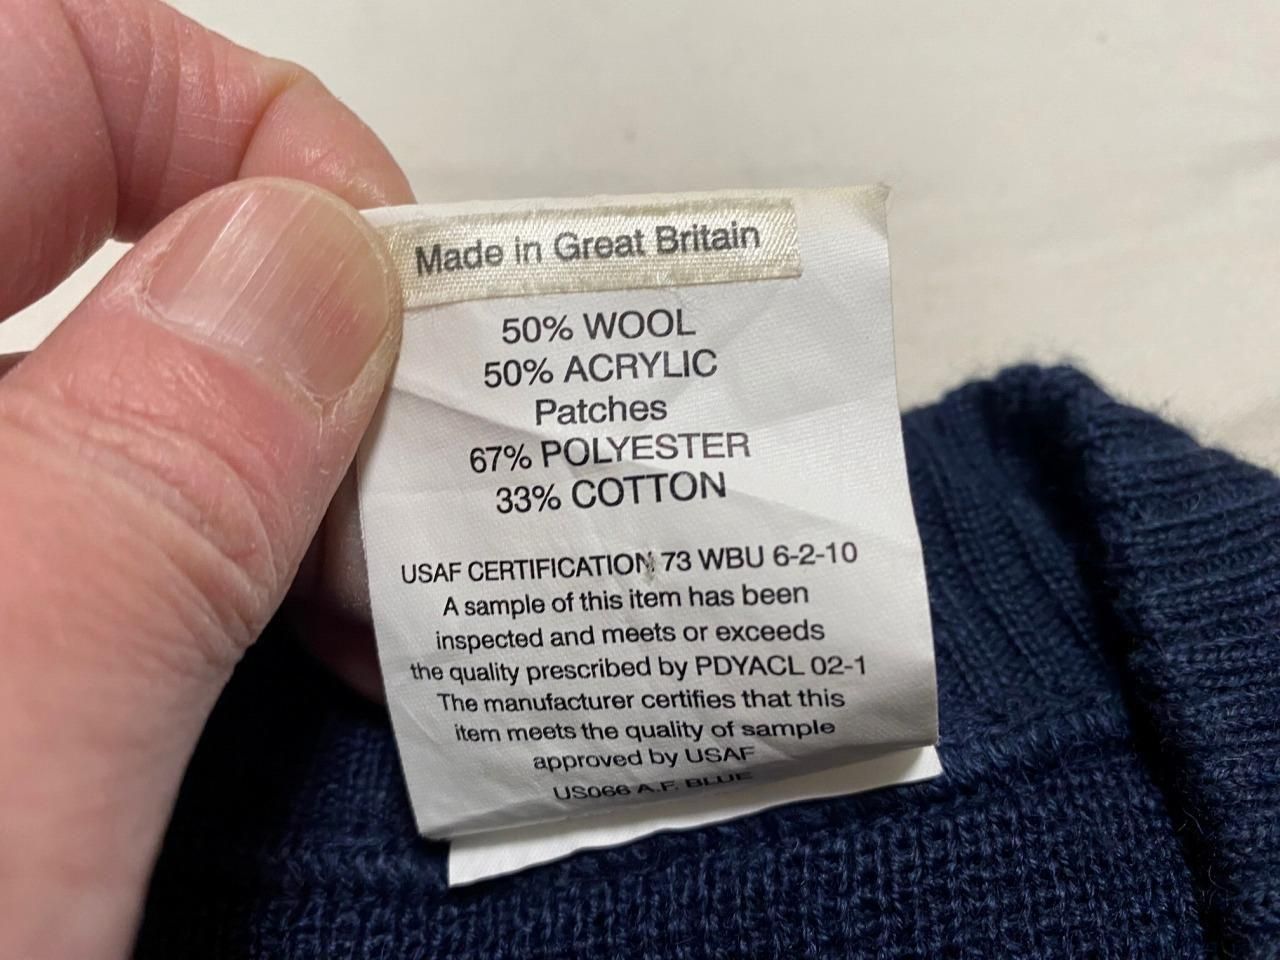 Made in Great Britain
50% WOOL
50% ACRYLIC
Patches
67% POLYESTER
33% COTTON
USAF CERTIFICATION 73 WBU 6-2-10
A sample of this item has been
inspected and meets or exceeds
the quality prescribed by PDYACL 02-1
The manufacturer certifies that this
item meets the quality of sample
approved by USAF
US066 A.F. BLUE